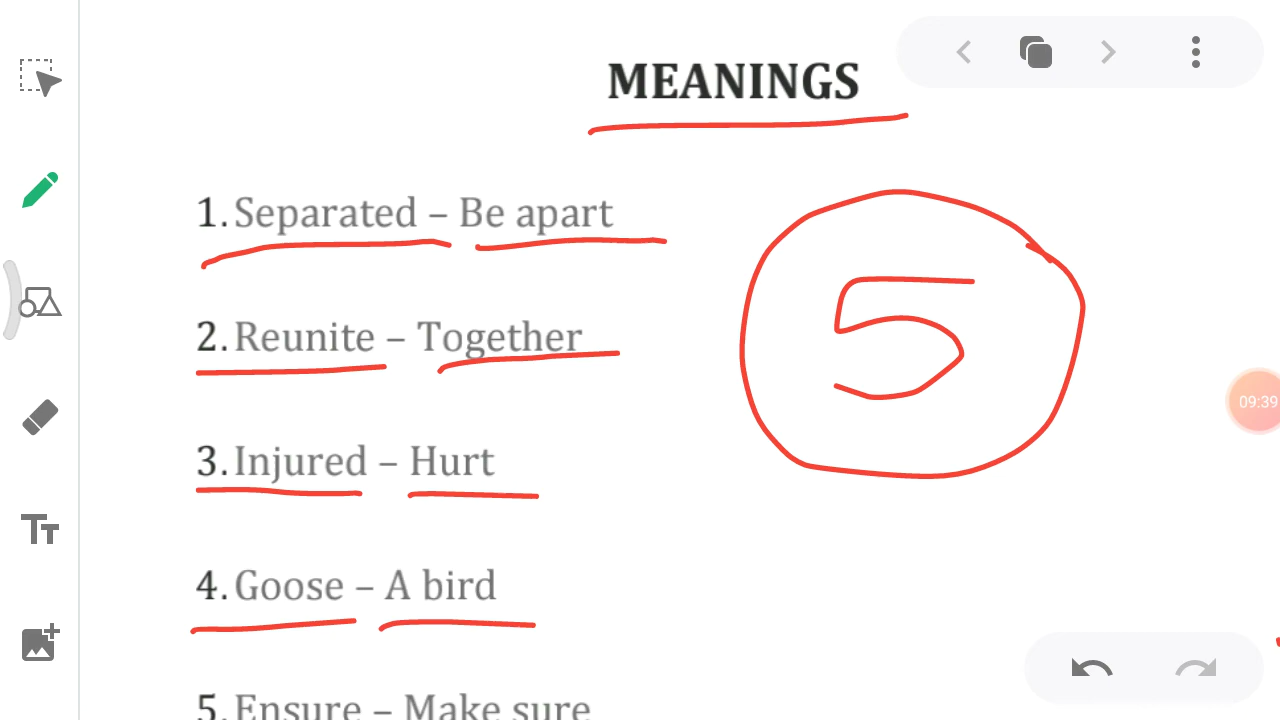 MEANINGS
1. Separated – Be apart
5
2. Reunite – Together
09:39
3. Injured – Hurt
Tт
4. Goose – A bird
5. Ensure – Make sure